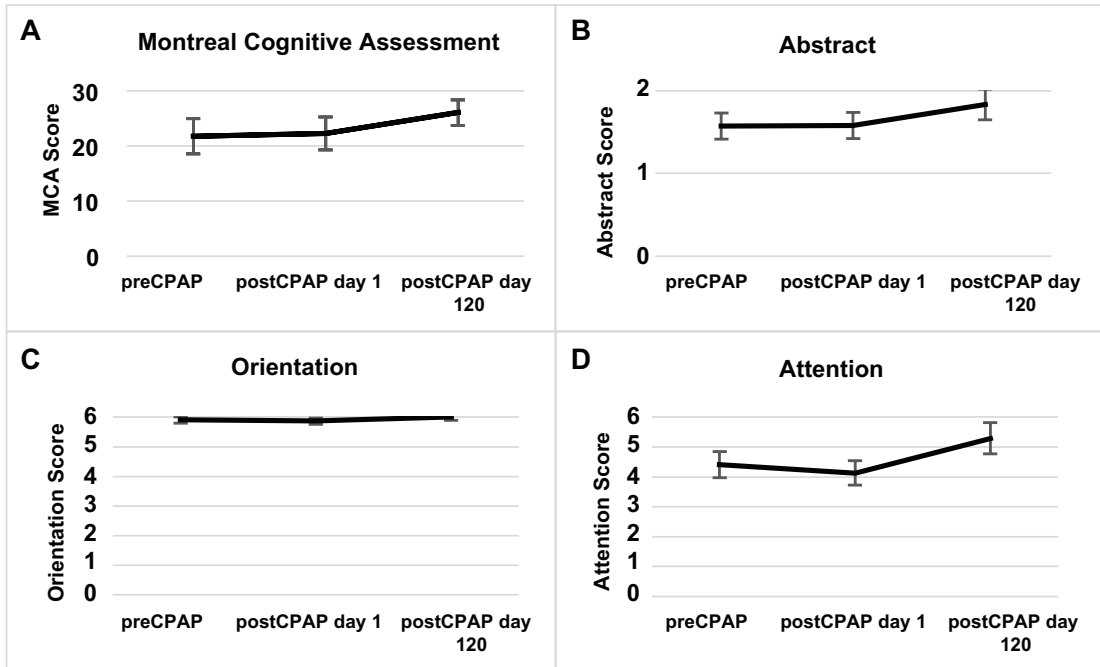 A
Montreal Cognitive Assessment
MCA Score
30
20
10
0
preCPAP
postCPAP day 1
postCPAP day
120
B
Abstract
Abstract Score
2
1
0
preCPAP
postCPAP day 1
postCPAP day
120
C
Orientation
Orientation Score
6
5
4
3
2
1
0
preCPAP
postCPAP day 1
postCPAP day
120
D
Attention
Attention Score
6
5
4
3
2
1
0
preCPAP
postCPAP day 1
postCPAP day
120